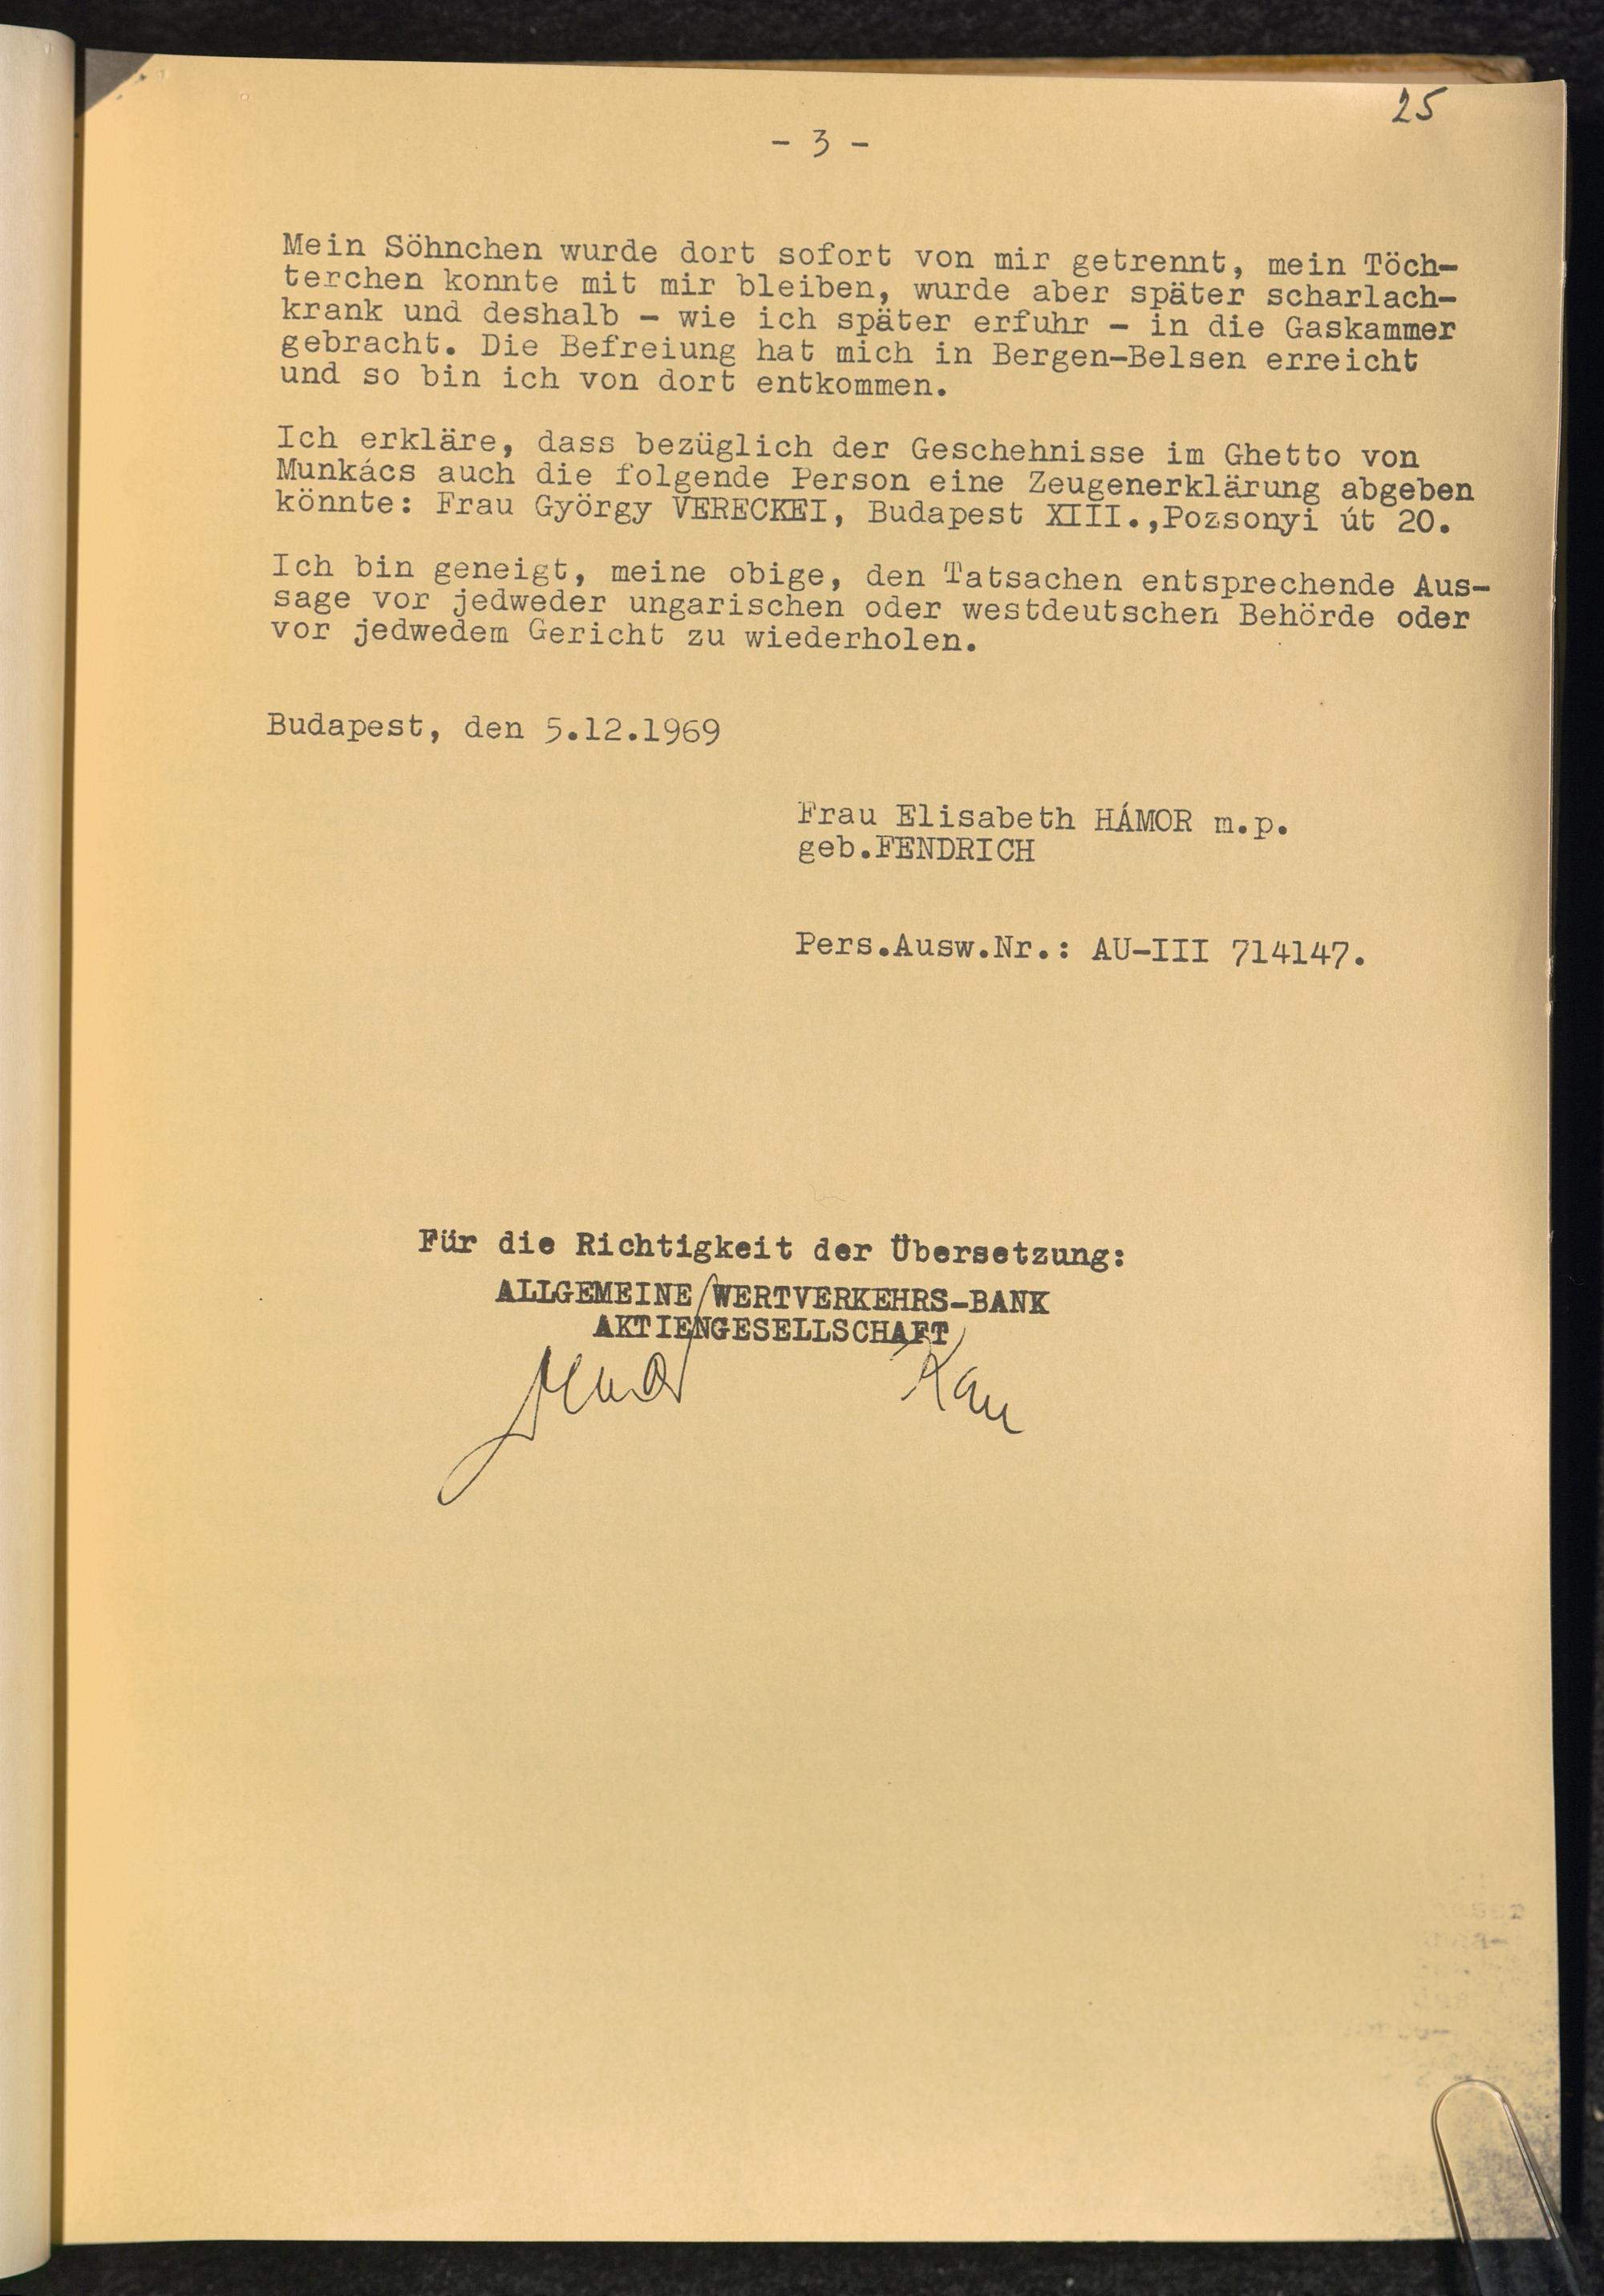 25
- 3 -
Mein Söhnchen wurde dort sofort von mir getrennt, mein Töch-
terchen konnte mit mir bleiben, wurde aber später scharlach-
krank und deshalb - wie ich später erfuhr - in die Gaskammer
gebracht. Die Befreiung hat mich in Bergen-Belsen erreicht
und so bin ich von dort entkommen.
Ich erkläre, dass bezüglich der Geschehnisse im Ghetto von
Munkács auch die folgende Person eine Zeugenerklärung abgeben
könnte: Frau György VERECKEI, Budapest XIII.,Pozsonyi út 20.
Ich bin geneigt, meine obige, den Tatsachen entsprechende Aus-
sage vor jedweder ungarischen oder westdeutschen Behörde oder
vor jedwedem Gericht zu wiederholen.
Budapest, den 5.12.1969
Frau Elisabeth HÁMOR m.p.
geb.FENDRICH
Pers.Ausw.Nr.: AU-III 714147.
Für die Richtigkeit der Übersetzung:
ALLGEMEINE WERTVERKEHRS-BANK
AKTIENGESELLSCHAFT